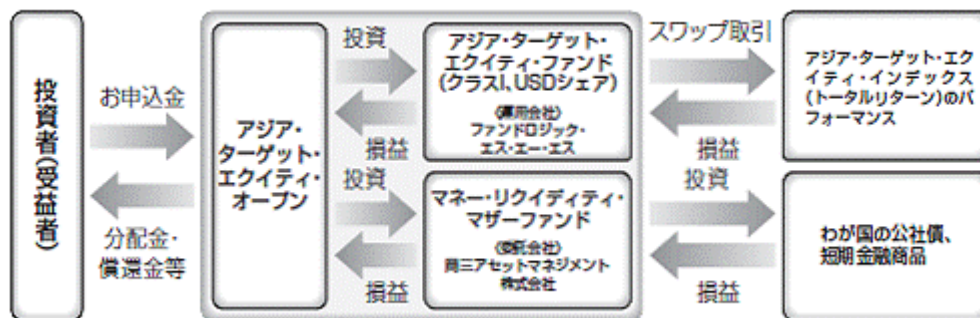 投資者(受益者)
お申込金
分配金・
償還金等
アジア・
ターゲット・
エクイティ・
オープン
投資
損益
アジア・ターゲット・
エクイティ・ファンド
(クラスI、USDシェア)
《運用会社》
ファンドロジック・
エス・エー・エス
スワップ取引
損益
アジア・ターゲット・エク
イティ・インデックス
(トータルリターン)のパ
フォーマンス
投資
損益
マネー・リクイディティ・
マザーファンド
《委託会社》
岡三アセットマネジメント
株式会社
投資
損益
わが国の公社債、
短期金融商品